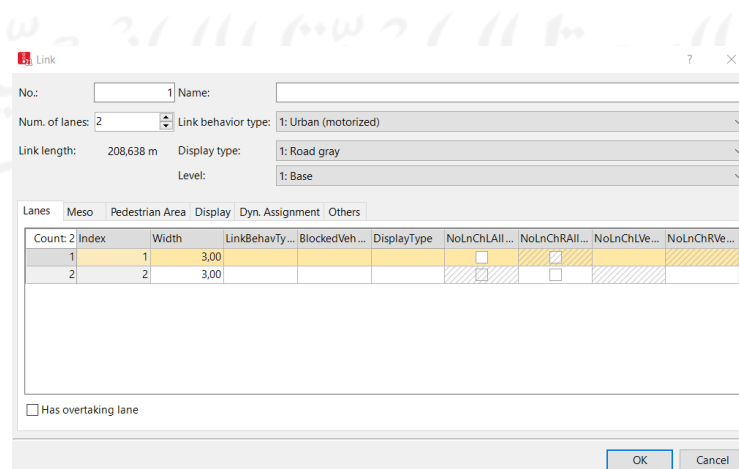 Link
No.: 1 Name:
Num. of lanes: 2 Link behavior type: 1: Urban (motorized)
Link length: 208,638 m Display type: 1: Road gray
Level: 1: Base
Lanes Meso Pedestrian Area Display Dyn. Assignment Others
Count: 2 Index Width LinkBehavTy... BlockedVeh ... DisplayType NoLnChLAll... NoLnChRAll... NoLnChLVe... NoLnChRVe...
1 1 3,00
2 2 3,00
Has overtaking lane
OK Cancel